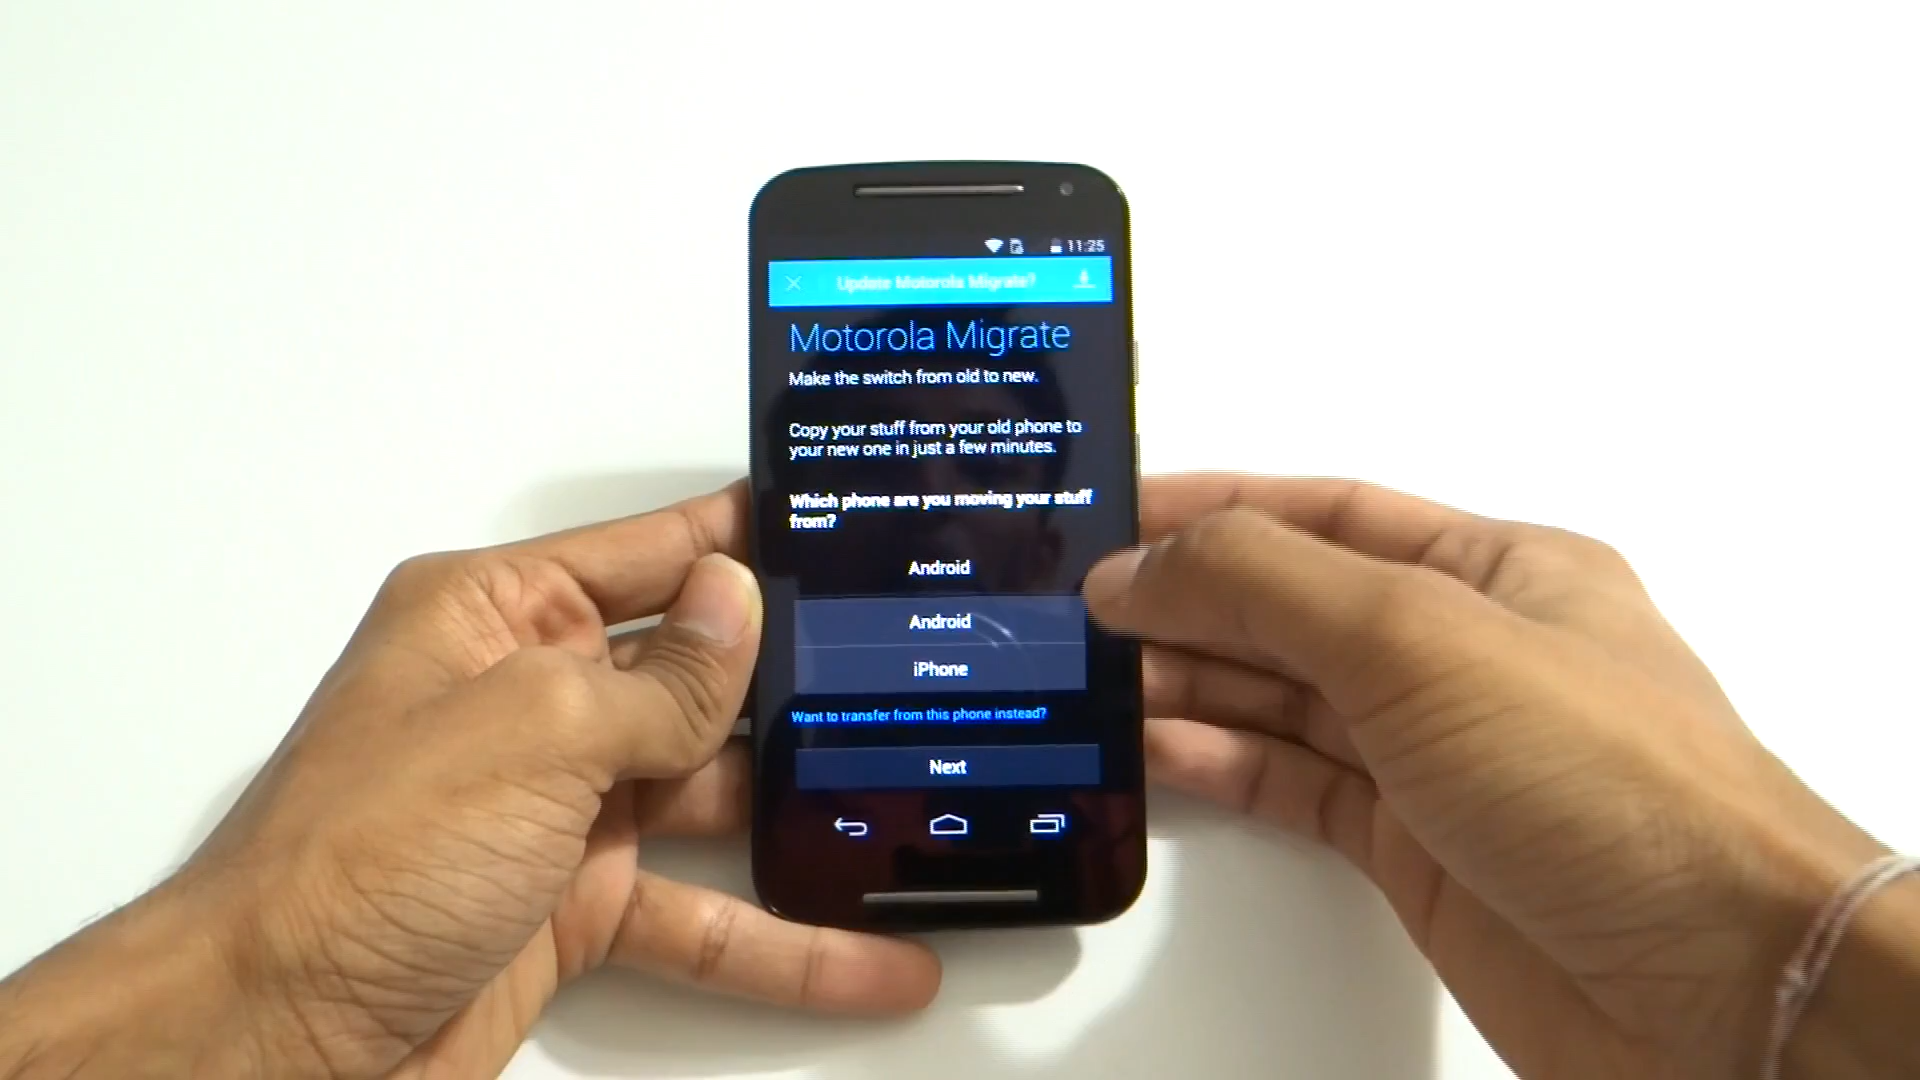 11:25
Update Motorola Migrate?
Motorola Migrate
Make the switch from old to new.
Copy your stuff from your old phone to
your new one in just a few minutes.
Which phone are you moving your stuff
from?
Android
Android
iPhone
Want to transfer from this phone instead?
Next